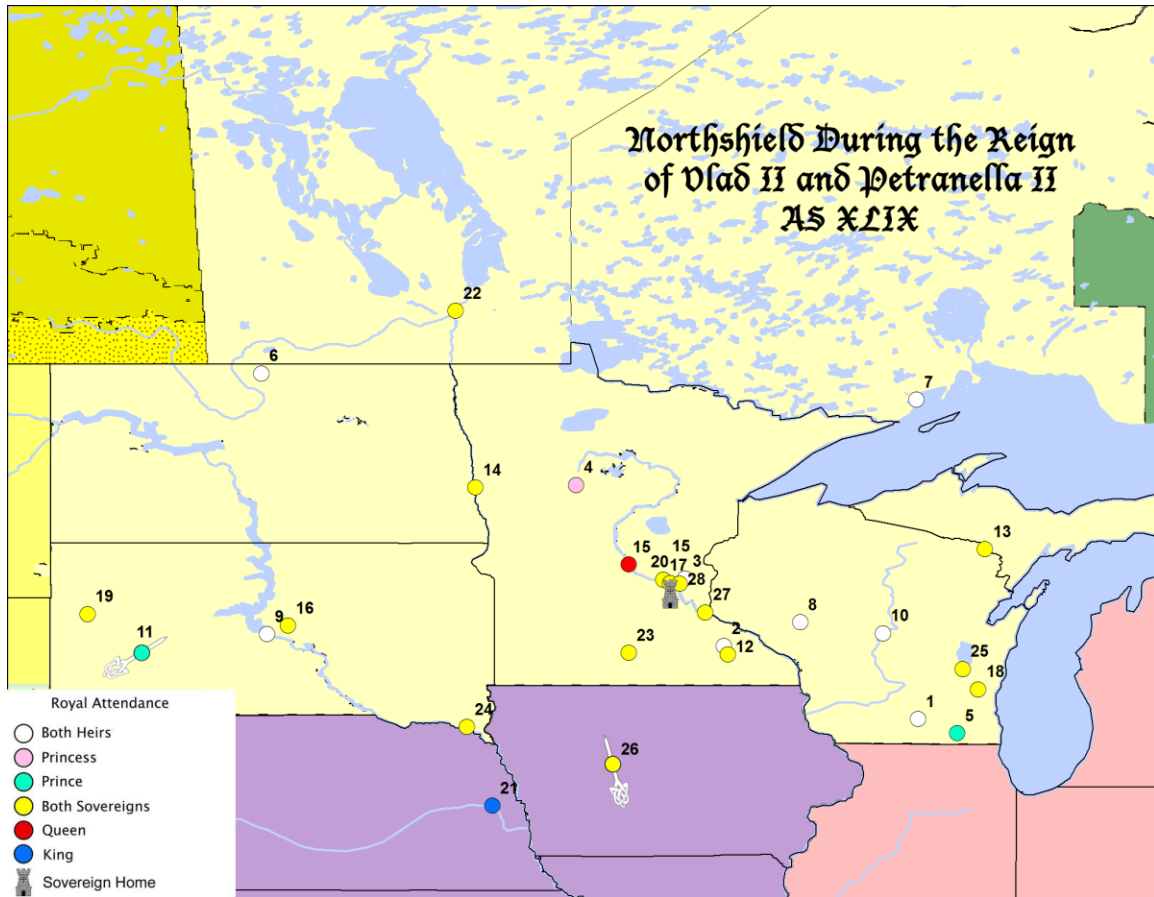 Northshield During the Reign
of Vlad II and Petranella II
AS XLIX
22
6
7
14
4
13
15
15
20
17
3
28
27
19
16
9
11
8
10
2
12
23
25
18
1
5
24
26
21
Royal Attendance
Both Heirs
Princess
Prince
Both Sovereigns
Queen
King
Sovereign Home